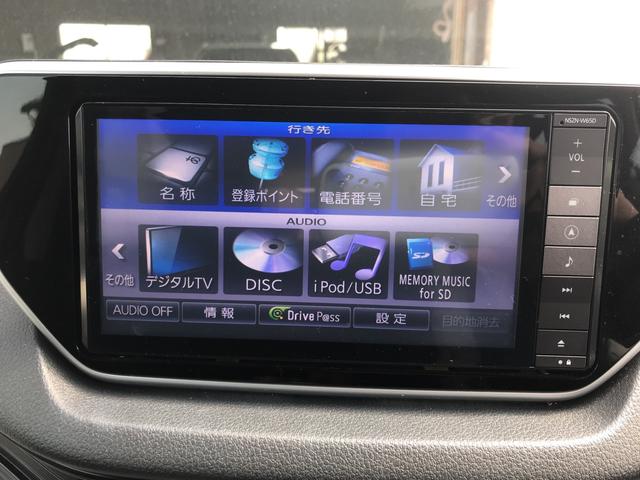 NSZN-W65D
行き先
名称
登録ポイント
電話番号
自宅
その他
AUDIO
その他
デジタルTV
DISC
iPod/USB
MEMORY MUSIC
for SD
AUDIO OFF
情報
Drive P@ss
設定
目的地消去
+
VOL
−